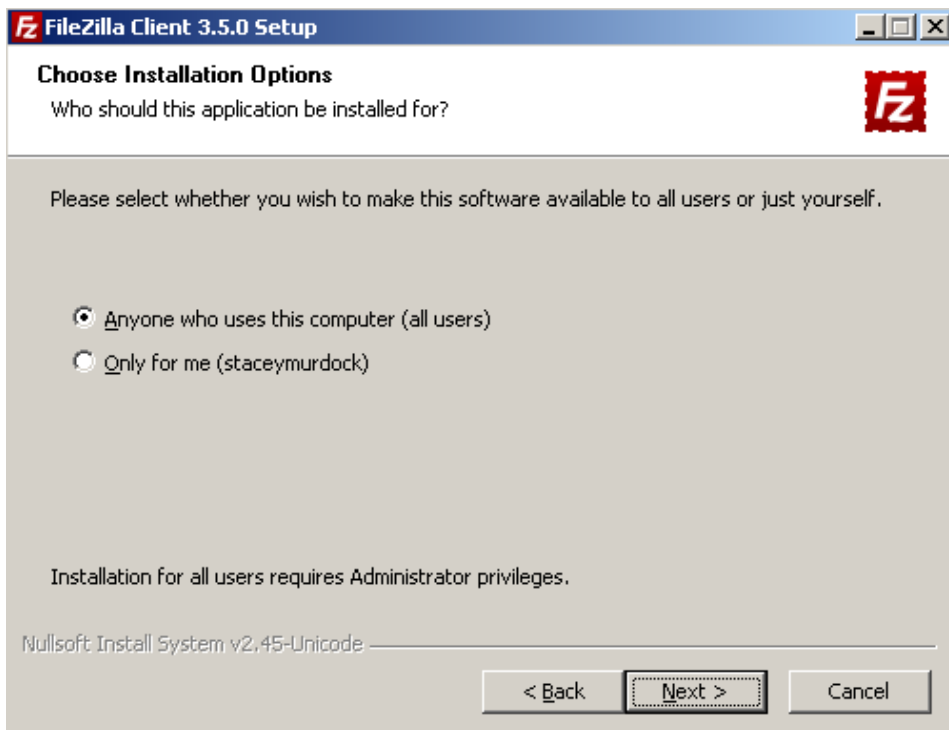 FileZilla Client 3.5.0 Setup
Choose Installation Options
Who should this application be installed for?
Fz
Please select whether you wish to make this software available to all users or just yourself.
Anyone who uses this computer (all users)
Only for me (staceymurdock)
Installation for all users requires Administrator privileges.
Nullsoft Install System v2.45-Unicode
< Back
Next >
Cancel